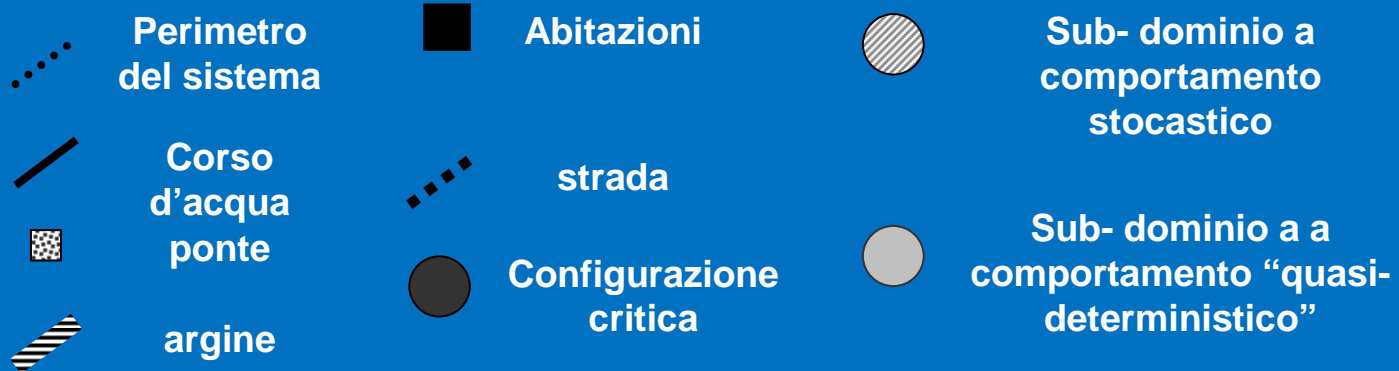 Perimetro
del sistema
Corso
d’acqua
ponte
argine
Abitazioni
strada
Configurazione
critica
Sub- dominio a
comportamento
stocastico
Sub- dominio a a
comportamento “quasi-
deterministico”